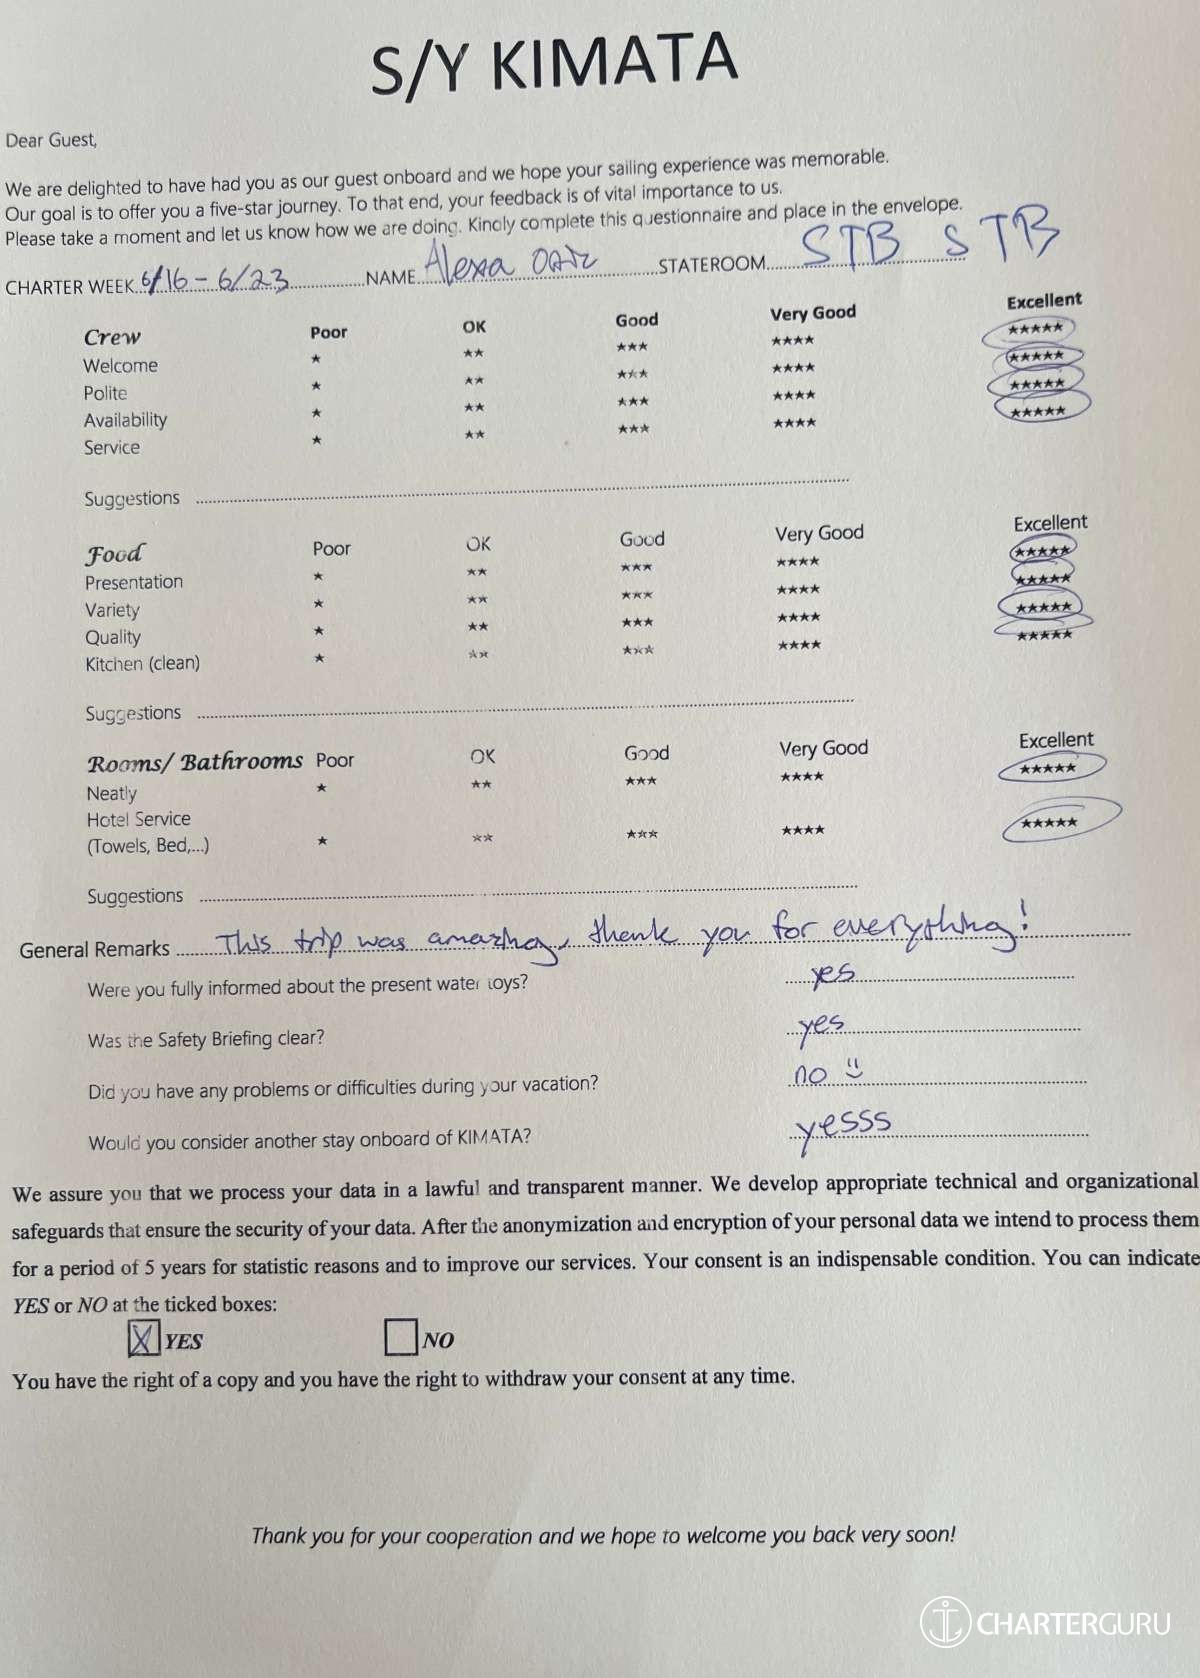 S/Y KIMATA
Dear Guest,
We are delighted to have had you as our guest onboard and we hope your sailing experience was memorable.
Our goal is to offer you a five-star journey. To that end, your feedback is of vital importance to us.
Please take a moment and let us know how we are doing. Kindly complete this questionnaire and place in the envelope.
CHARTER WEEK 6/16 - 6/23 NAME Alexa STATEROOM STB STB
Crew Poor OK Good Very Good Excellent
Welcome ★ ★★ ★★★ ★★★★ ★★★★★
Polite ★ ★★ ★★★ ★★★★ ★★★★★
Availability ★ ★★ ★★★ ★★★★ ★★★★★
Service ★ ★★ ★★★ ★★★★ ★★★★★
Suggestions
Food Poor OK Good Very Good Excellent
Presentation ★ ★★ ★★★ ★★★★ ★★★★★
Variety ★ ★★ ★★★ ★★★★ ★★★★★
Quality ★ ★★ ★★★ ★★★★ ★★★★★
Kitchen (clean) ★ ★★ ★★★ ★★★★ ★★★★★
Suggestions
Rooms/ Bathrooms Poor OK Good Very Good Excellent
Neatly ★ ★★ ★★★ ★★★★ ★★★★★
Hotel Service
(Towels, Bed,...) ★ ★★ ★★★ ★★★★ ★★★★★
Suggestions
General Remarks This trip was amazing, thank you for everything!
Were you fully informed about the present water toys? yes
Was the Safety Briefing clear? yes
Did you have any problems or difficulties during your vacation? no
Would you consider another stay onboard of KIMATA? yesss
We assure you that we process your data in a lawful and transparent manner. We develop appropriate technical and organizational
safeguards that ensure the security of your data. After the anonymization and encryption of your personal data we intend to process them
for a period of 5 years for statistic reasons and to improve our services. Your consent is an indispensable condition. You can indicate
YES or NO at the ticked boxes:
X YES NO
You have the right of a copy and you have the right to withdraw your consent at any time.
Thank you for your cooperation and we hope to welcome you back very soon!
CHARTERGURU